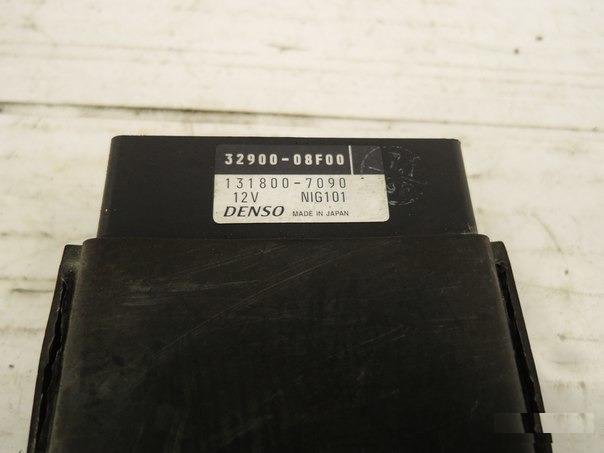 32900-08F00
131800-7090
12V NIG101
DENSO MADE IN JAPAN